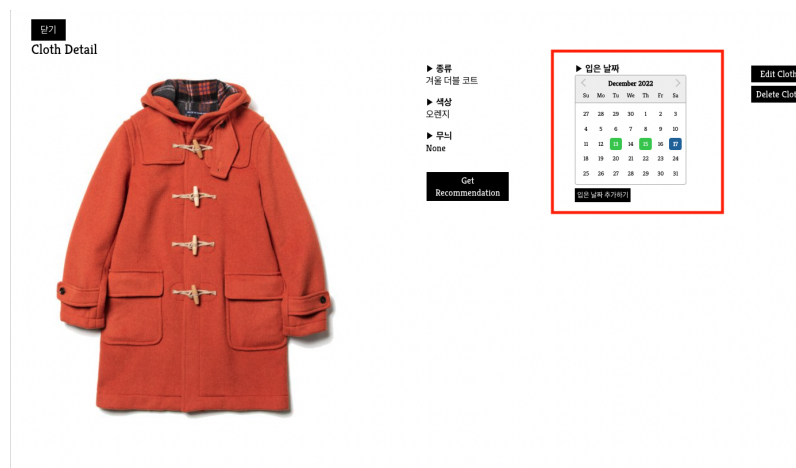 닫기
Cloth Detail
▶ 종류
겨울 더블 코트
▶ 색상
오렌지
▶ 무늬
None
Get
Recommendation
▶ 입은 날짜
December 2022
Su Mo Tu We Th Fr Sa
27 28 29 30 1 2 3
4 5 6 7 8 9 10
11 12 13 14 15 16 17
18 19 20 21 22 23 24
25 26 27 28 29 30 31
입은 날짜 추가하기
Edit Cloth
Delete Clot